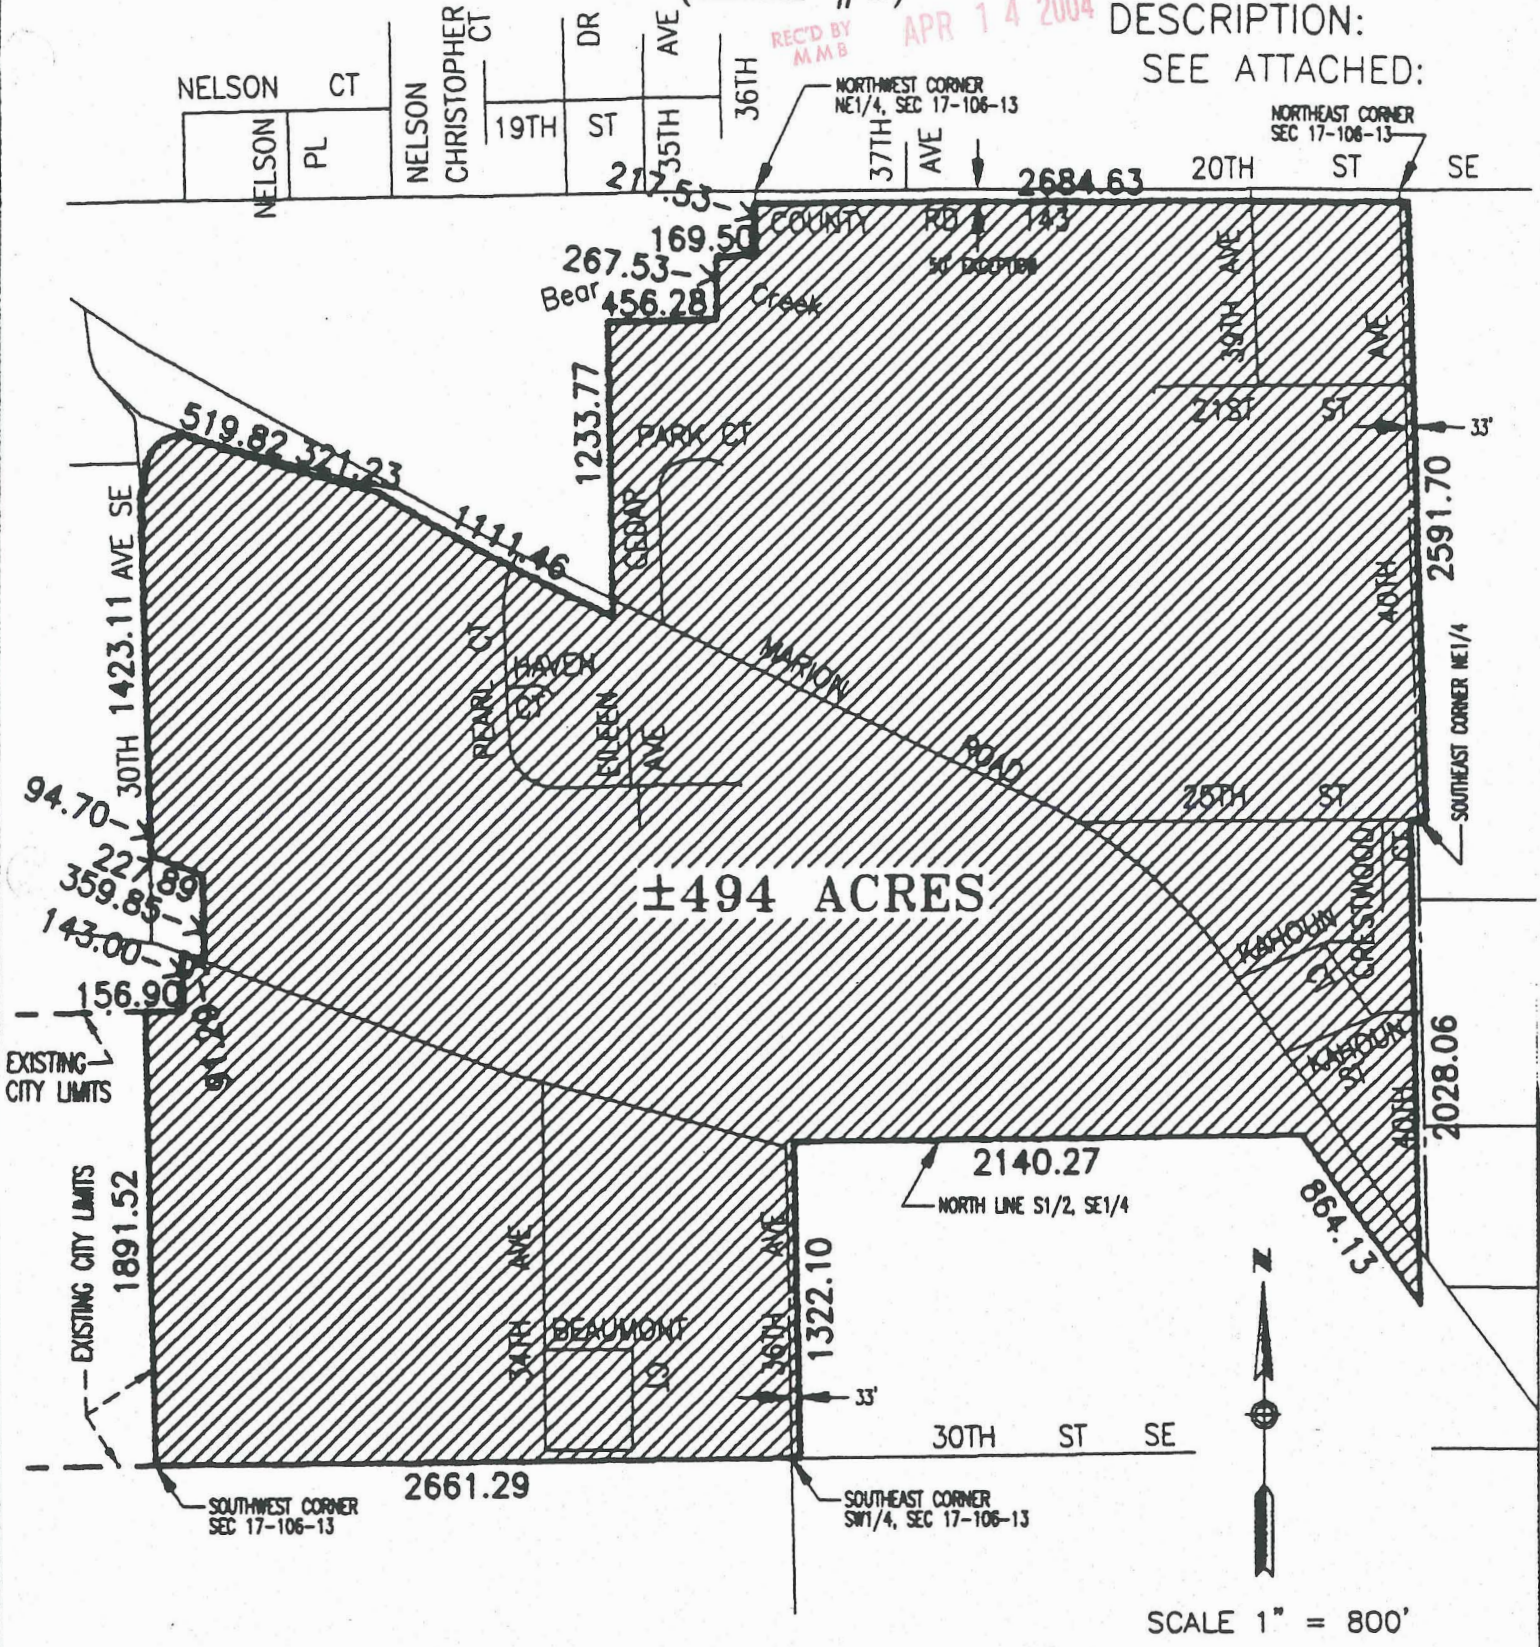 REC'D BY
MMB
APR 14 2004
DESCRIPTION:
SEE ATTACHED:
NELSON CT
NELSON
PL
NELSON
CHRISTOPHER
CT
19TH ST
DR
35TH AVE
36TH
NORTHWEST CORNER
NE1/4, SEC 17-106-13
37TH
AVE
NORTHEAST CORNER
SEC 17-106-13
20TH ST SE
217.53
2684.63
COUNTY RD 143
50' EXCEPTION
169.50
267.53
Bear Creek
456.28
1233.77
39TH AVE
AVE
21ST ST
33'
519.82
321.23
PARK CT
CEDAR
1111.46
2591.70
40TH
30TH 1423.11 AVE SE
PEARL CT
HAVEN
CT
EILEEN
AVE
MARION ROAD
25TH ST
SOUTHEAST CORNER NE1/4
94.70
227.89
359.85
143.00
156.90
±494 ACRES
CRESTWOOD
CT
KAHOUN
CT
KAHOUN
ST
40TH
2028.06
EXISTING
CITY LIMITS
2140.27
NORTH LINE S1/2, SE1/4
864.13
EXISTING CITY LIMITS
1891.52
34TH AVE
BEAUMONT
36TH AVE
1322.10
33'
30TH ST SE
N
2661.29
SOUTHWEST CORNER
SEC 17-106-13
SOUTHEAST CORNER
SW1/4, SEC 17-106-13
SCALE 1" = 800'